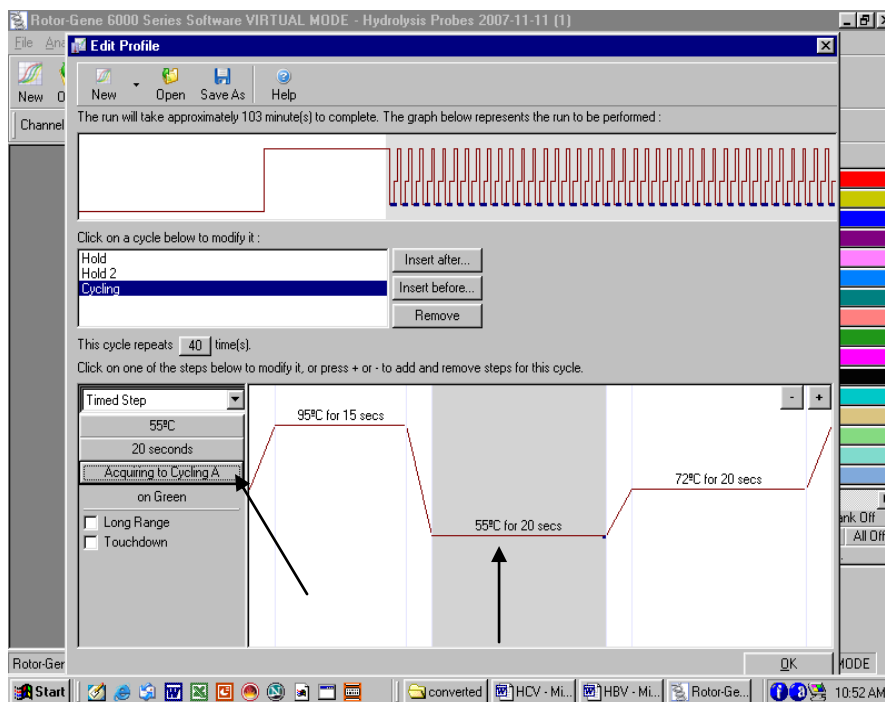 Rotor-Gene 6000 Series Software VIRTUAL MODE - Hydrolysis Probes 2007-11-11 (1)
File Ana
Edit Profile
New
New Open Save As Help
Channel
The run will take approximately 103 minute(s) to complete. The graph below represents the run to be performed :
Click on a cycle below to modify it :
Hold
Hold 2
Cycling
Insert after...
Insert before...
Remove
This cycle repeats 40 time(s).
Click on one of the steps below to modify it, or press + or - to add and remove steps for this cycle.
Timed Step
55ºC
20 seconds
Acquiring to Cycling A
on Green
Long Range
Touchdown
95ºC for 15 secs
55ºC for 20 secs
72ºC for 20 secs
- +
ank Off
All Off
OK
Rotor-Ger
MODE
Start
converted
HCV - Mi...
HBV - Mi...
Rotor-Ge...
10:52 AM